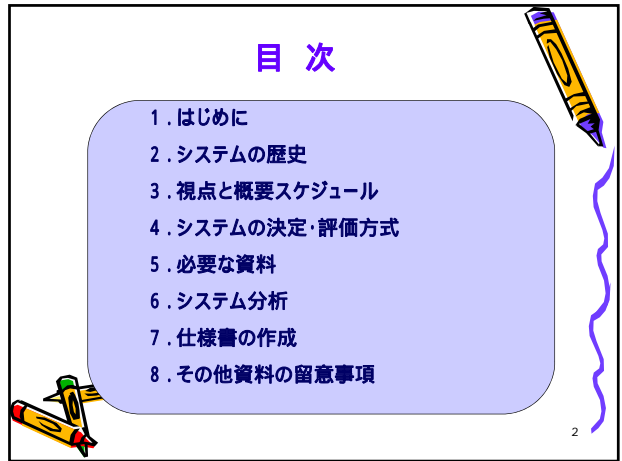 目 次
1．はじめに
2．システムの歴史
3．視点と概要スケジュール
4．システムの決定･評価方式
5．必要な資料
6．システム分析
7．仕様書の作成
8．その他資料の留意事項
2